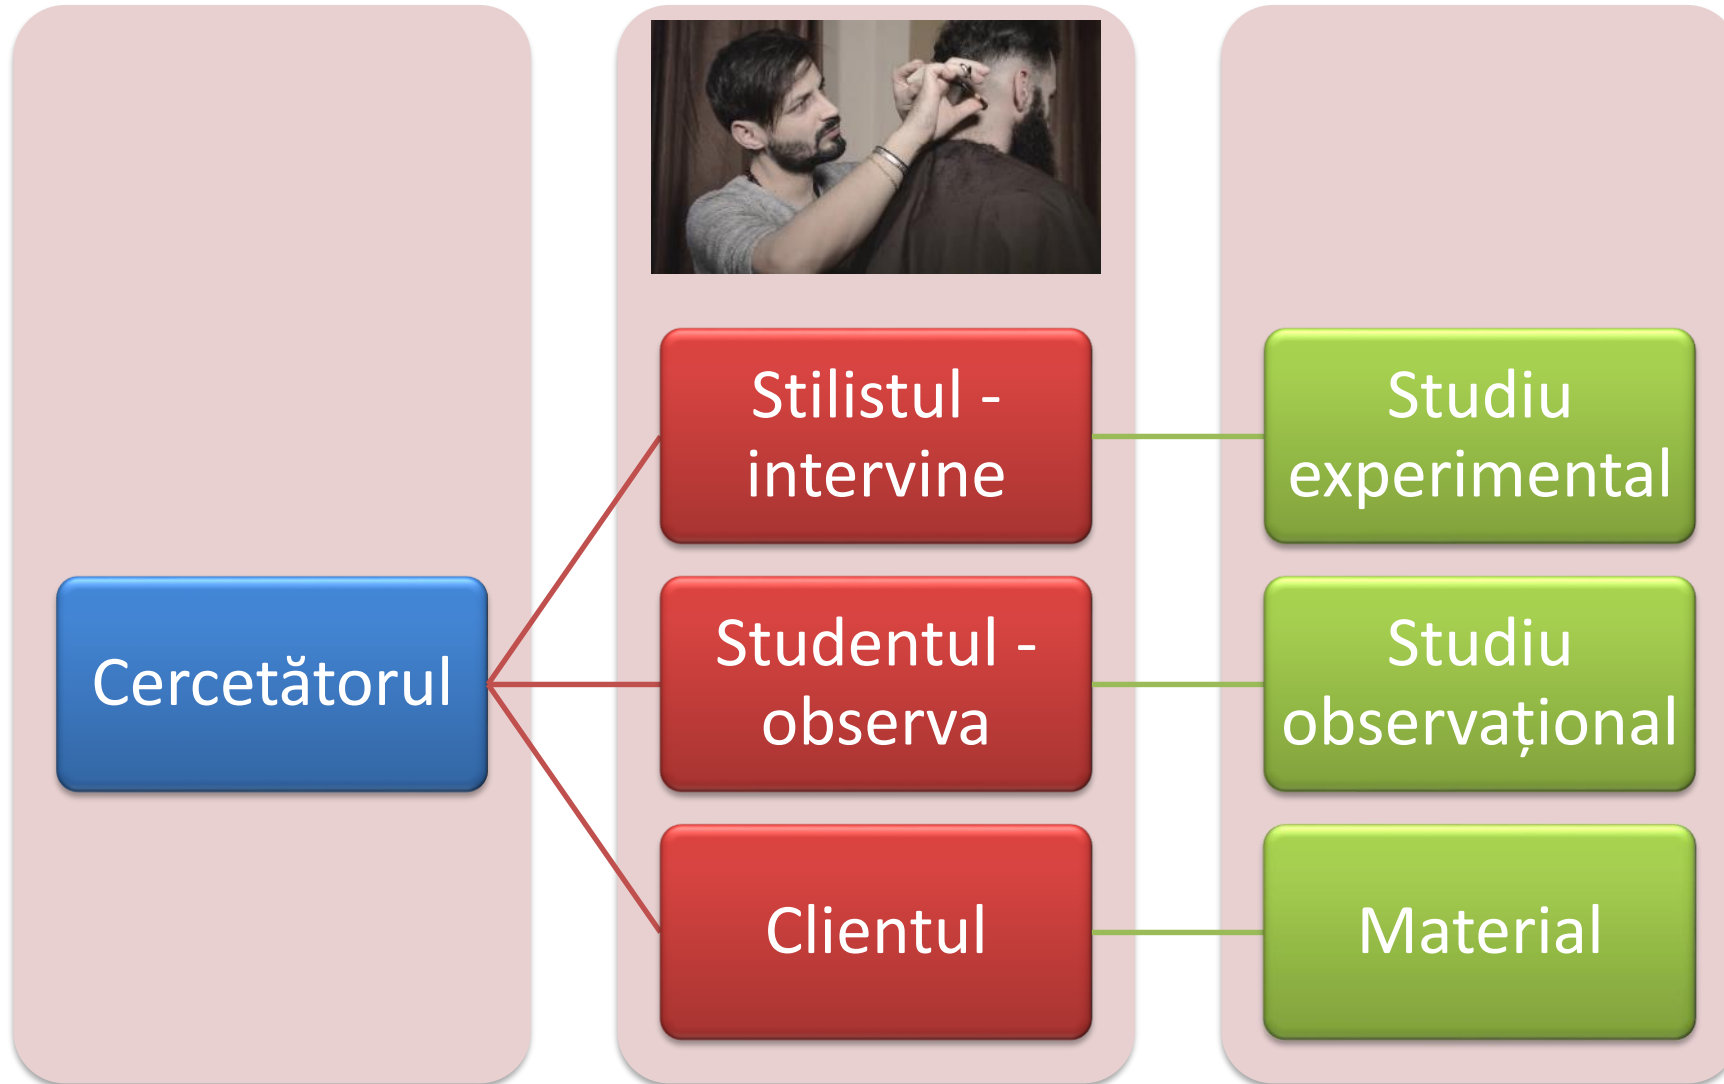 Stilistul -
intervine
Studiu
experimental
Cercetătorul
Studentul -
observa
Studiu
observațional
Clientul
Material